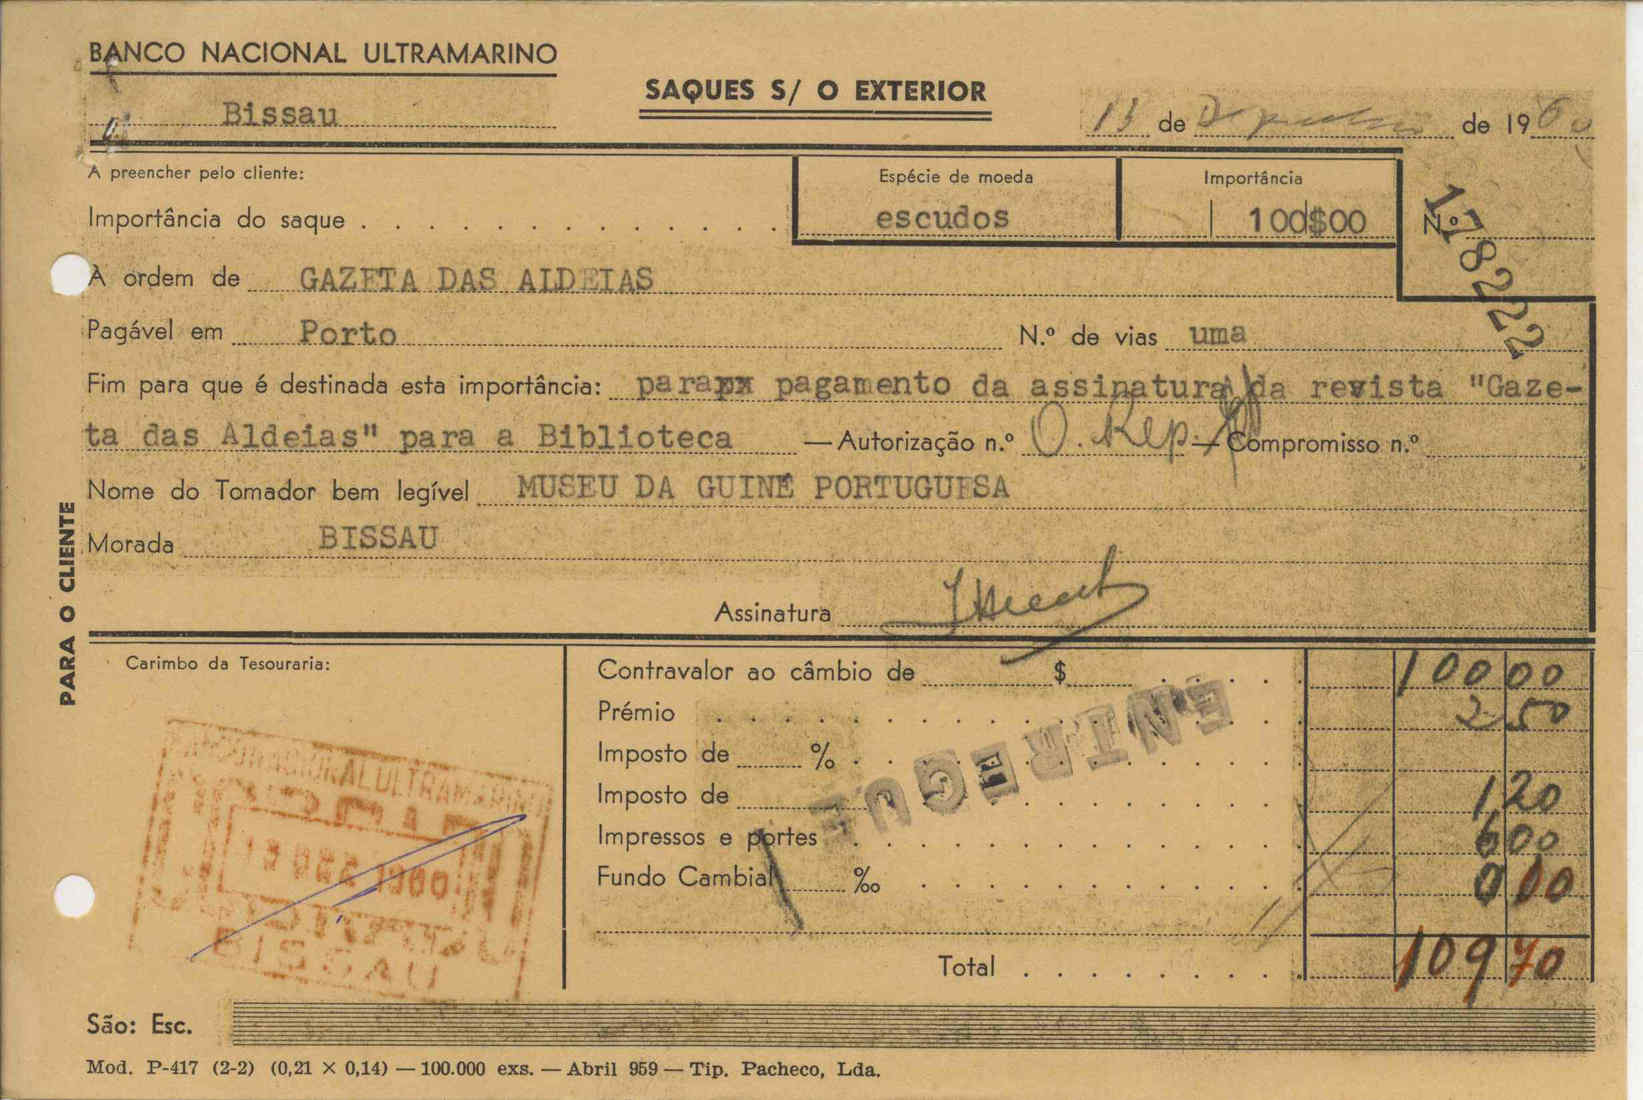 BANCO NACIONAL ULTRAMARINO
SAQUES S/ O EXTERIOR
Bissau
13 de de 1960
A preencher pelo cliente:
Espécie de moeda
Importância
Importância do saque
escudos
100$00
N.º 178222
À ordem de GAZETA DAS ALDEIAS
Pagável em Porto N.º de vias uma
Fim para que é destinada esta importância: parapx pagamento da assinatura da revista "Gaze-
ta das Aldeias" para a Biblioteca — Autorização n.º O. Rep. — Compromisso n.º
Nome do Tomador bem legível MUSEU DA GUINÉ PORTUGUESA
Morada BISSAU
Assinatura
PARA O CLIENTE
Carimbo da Tesouraria:
Contravalor ao câmbio de $ 100 00
Prémio 2 50
Imposto de %
Imposto de 1 20
Impressos e portes 6 00
Fundo Cambial ‰ 0 00
Total 109 70
ENTREGUE
BISSAU
São: Esc.
Mod. P-417 (2-2) (0,21 × 0,14) — 100.000 exs. — Abril 959 — Tip. Pacheco, Lda.